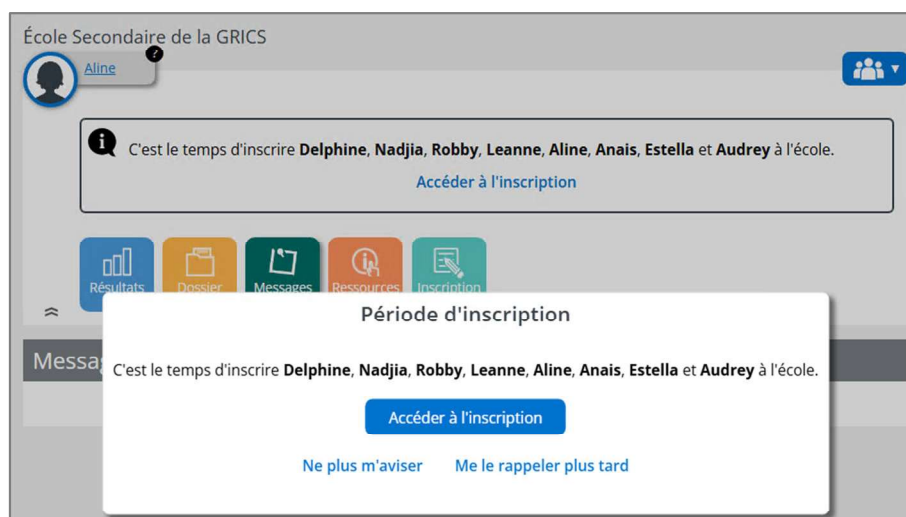 École Secondaire de la GRICS
Aline
?
C'est le temps d'inscrire Delphine, Nadjia, Robby, Leanne, Aline, Anais, Estella et Audrey à l'école.
Accéder à l'inscription
Résultats Dossier Messages Ressources Inscription
Période d'inscription
Messag
C'est le temps d'inscrire Delphine, Nadjia, Robby, Leanne, Aline, Anais, Estella et Audrey à l'école.
Accéder à l'inscription
Ne plus m'aviser Me le rappeler plus tard